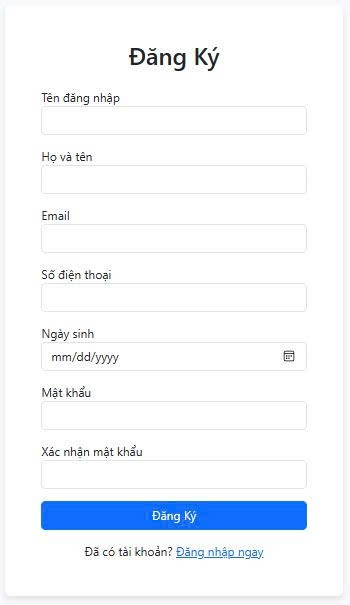 Đăng Ký
Tên đăng nhập
Họ và tên
Email
Số điện thoại
Ngày sinh
mm/dd/yyyy
Mật khẩu
Xác nhận mật khẩu
Đăng Ký
Đã có tài khoản? Đăng nhập ngay